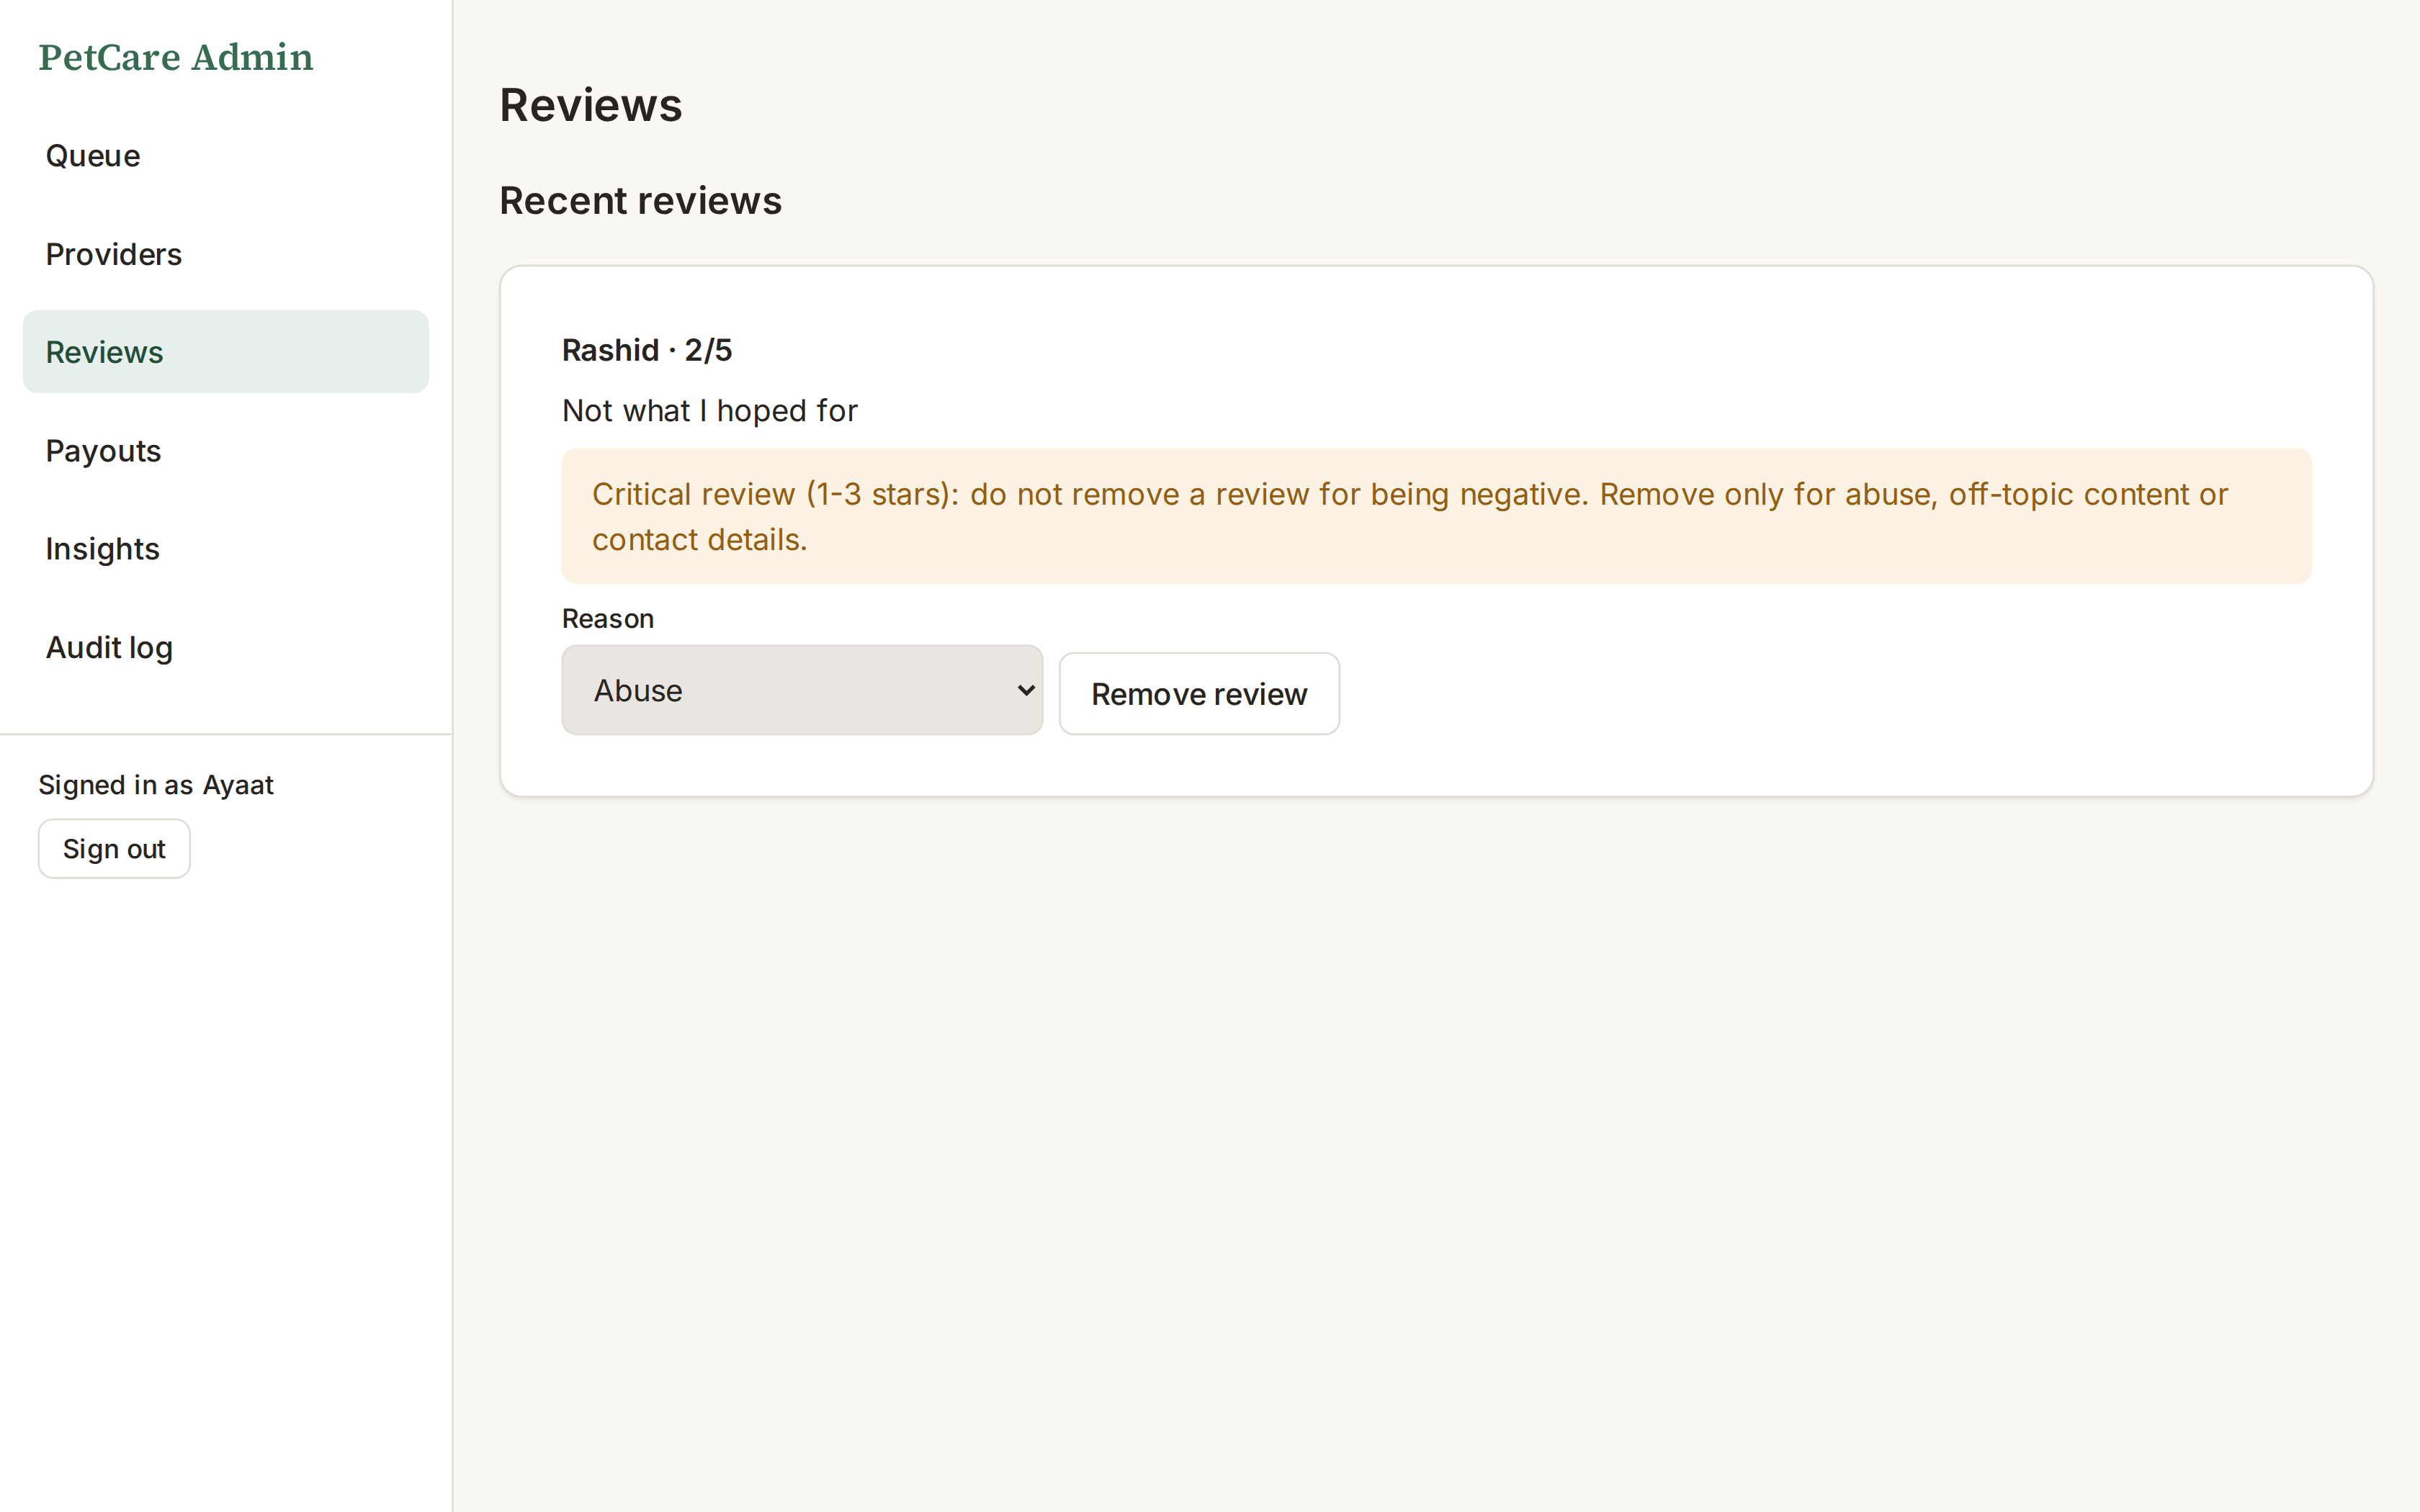 PetCare Admin
Queue
Providers
Reviews
Payouts
Insights
Audit log
Signed in as Ayaat
Sign out
Reviews
Recent reviews
Rashid · 2/5
Not what I hoped for
Critical review (1-3 stars): do not remove a review for being negative. Remove only for abuse, off-topic content or
contact details.
Reason
Abuse
Remove review